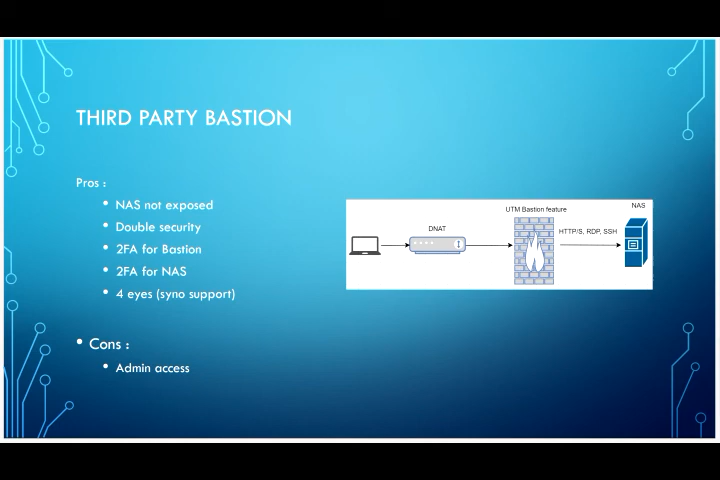 THIRD PARTY BASTION
Pros :
• NAS not exposed
• Double security
• 2FA for Bastion
• 2FA for NAS
• 4 eyes (syno support)
• Cons :
• Admin access
DNAT
UTM Bastion feature
HTTP/S, RDP, SSH
NAS